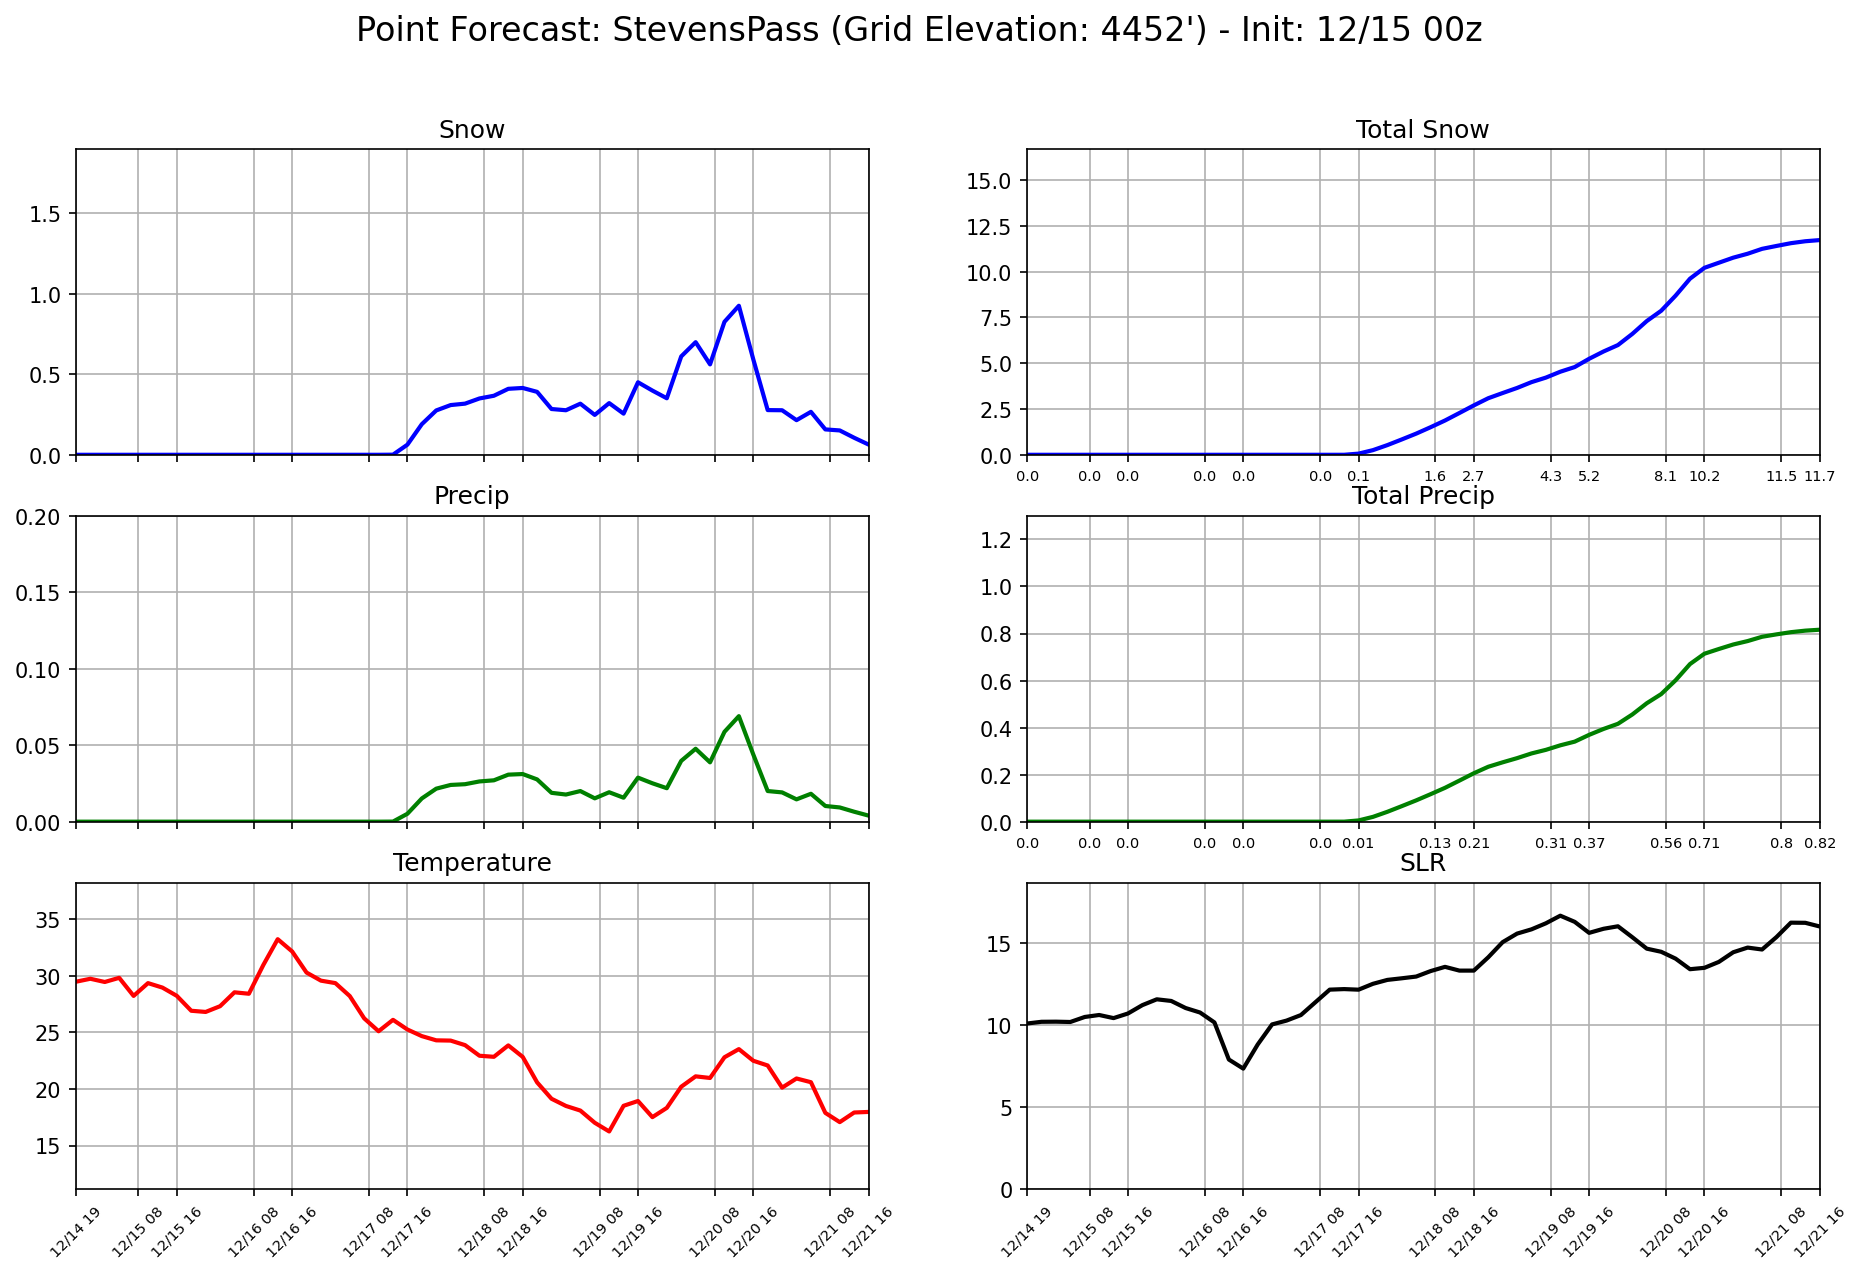 Point Forecast: StevensPass (Grid Elevation: 4452') - Init: 12/15 00z
Snow
1.5
1.0
0.5
0.0
Total Snow
15.0
12.5
10.0
7.5
5.0
2.5
0.0
0.0 0.0 0.0 0.0 0.0 0.0 0.1 1.6 2.7 4.3 5.2 8.1 10.2 11.5 11.7
Precip
0.20
0.15
0.10
0.05
0.00
Total Precip
1.2
1.0
0.8
0.6
0.4
0.2
0.0
0.0 0.0 0.0 0.0 0.0 0.0 0.01 0.13 0.21 0.31 0.37 0.56 0.71 0.8 0.82
Temperature
35
30
25
20
15
12/14 19 12/15 08 12/15 16 12/16 08 12/16 16 12/17 08 12/17 16 12/18 08 12/18 16 12/19 08 12/19 16 12/20 08 12/20 16 12/21 08 12/21 16
SLR
15
10
5
0
12/14 19 12/15 08 12/15 16 12/16 08 12/16 16 12/17 08 12/17 16 12/18 08 12/18 16 12/19 08 12/19 16 12/20 08 12/20 16 12/21 08 12/21 16